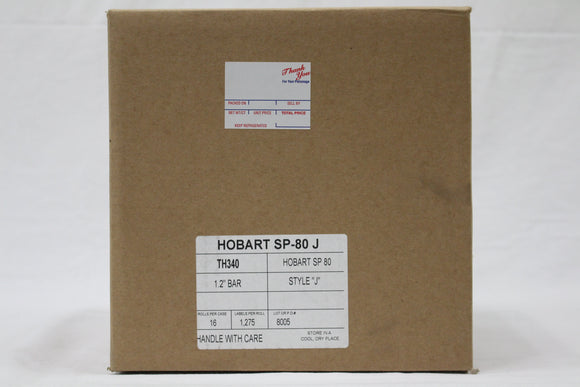 Thank
You
For Your Patronage
PACKED ON SELL BY
NET WT/CT UNIT PRICE TOTAL PRICE
KEEP REFRIGERATED
HOBART SP-80 J
TH340 HOBART SP 80
1.2" BAR STYLE "J"
ROLLS PER CASE LABELS PER ROLL LOT OR P.O.#
16 1,275 8005
HANDLE WITH CARE STORE IN A
COOL, DRY PLACE